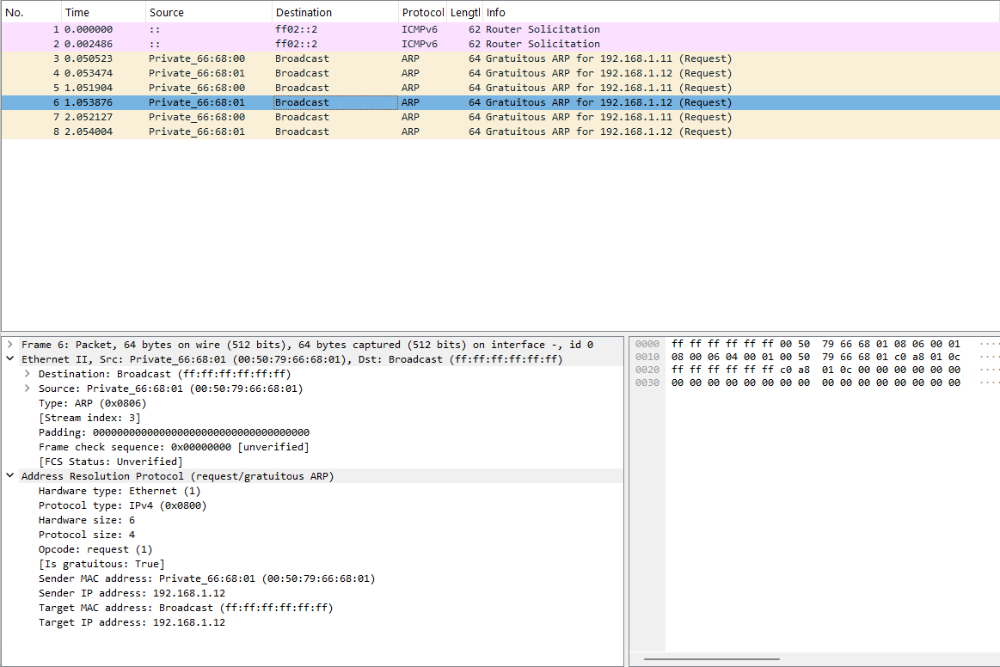 No. Time Source Destination Protocol Lengtl Info
1 0.000000 :: ff02::2 ICMPv6 62 Router Solicitation
2 0.002486 :: ff02::2 ICMPv6 62 Router Solicitation
3 0.050523 Private_66:68:00 Broadcast ARP 64 Gratuitous ARP for 192.168.1.11 (Request)
4 0.053474 Private_66:68:01 Broadcast ARP 64 Gratuitous ARP for 192.168.1.12 (Request)
5 1.051904 Private_66:68:00 Broadcast ARP 64 Gratuitous ARP for 192.168.1.11 (Request)
6 1.053876 Private_66:68:01 Broadcast ARP 64 Gratuitous ARP for 192.168.1.12 (Request)
7 2.052127 Private_66:68:00 Broadcast ARP 64 Gratuitous ARP for 192.168.1.11 (Request)
8 2.054004 Private_66:68:01 Broadcast ARP 64 Gratuitous ARP for 192.168.1.12 (Request)
Frame 6: Packet, 64 bytes on wire (512 bits), 64 bytes captured (512 bits) on interface -, id 0
Ethernet II, Src: Private_66:68:01 (00:50:79:66:68:01), Dst: Broadcast (ff:ff:ff:ff:ff:ff)
Destination: Broadcast (ff:ff:ff:ff:ff:ff)
Source: Private_66:68:01 (00:50:79:66:68:01)
Type: ARP (0x0806)
[Stream index: 3]
Padding: 000000000000000000000000000000000000
Frame check sequence: 0x00000000 [unverified]
[FCS Status: Unverified]
Address Resolution Protocol (request/gratuitous ARP)
Hardware type: Ethernet (1)
Protocol type: IPv4 (0x0800)
Hardware size: 6
Protocol size: 4
Opcode: request (1)
[Is gratuitous: True]
Sender MAC address: Private_66:68:01 (00:50:79:66:68:01)
Sender IP address: 192.168.1.12
Target MAC address: Broadcast (ff:ff:ff:ff:ff:ff)
Target IP address: 192.168.1.12
0000 ff ff ff ff ff ff 00 50 79 66 68 01 08 06 00 01 ····
0010 08 00 06 04 00 01 00 50 79 66 68 01 c0 a8 01 0c ····
0020 ff ff ff ff ff ff c0 a8 01 0c 00 00 00 00 00 00 ····
0030 00 00 00 00 00 00 00 00 00 00 00 00 00 00 00 00 ····